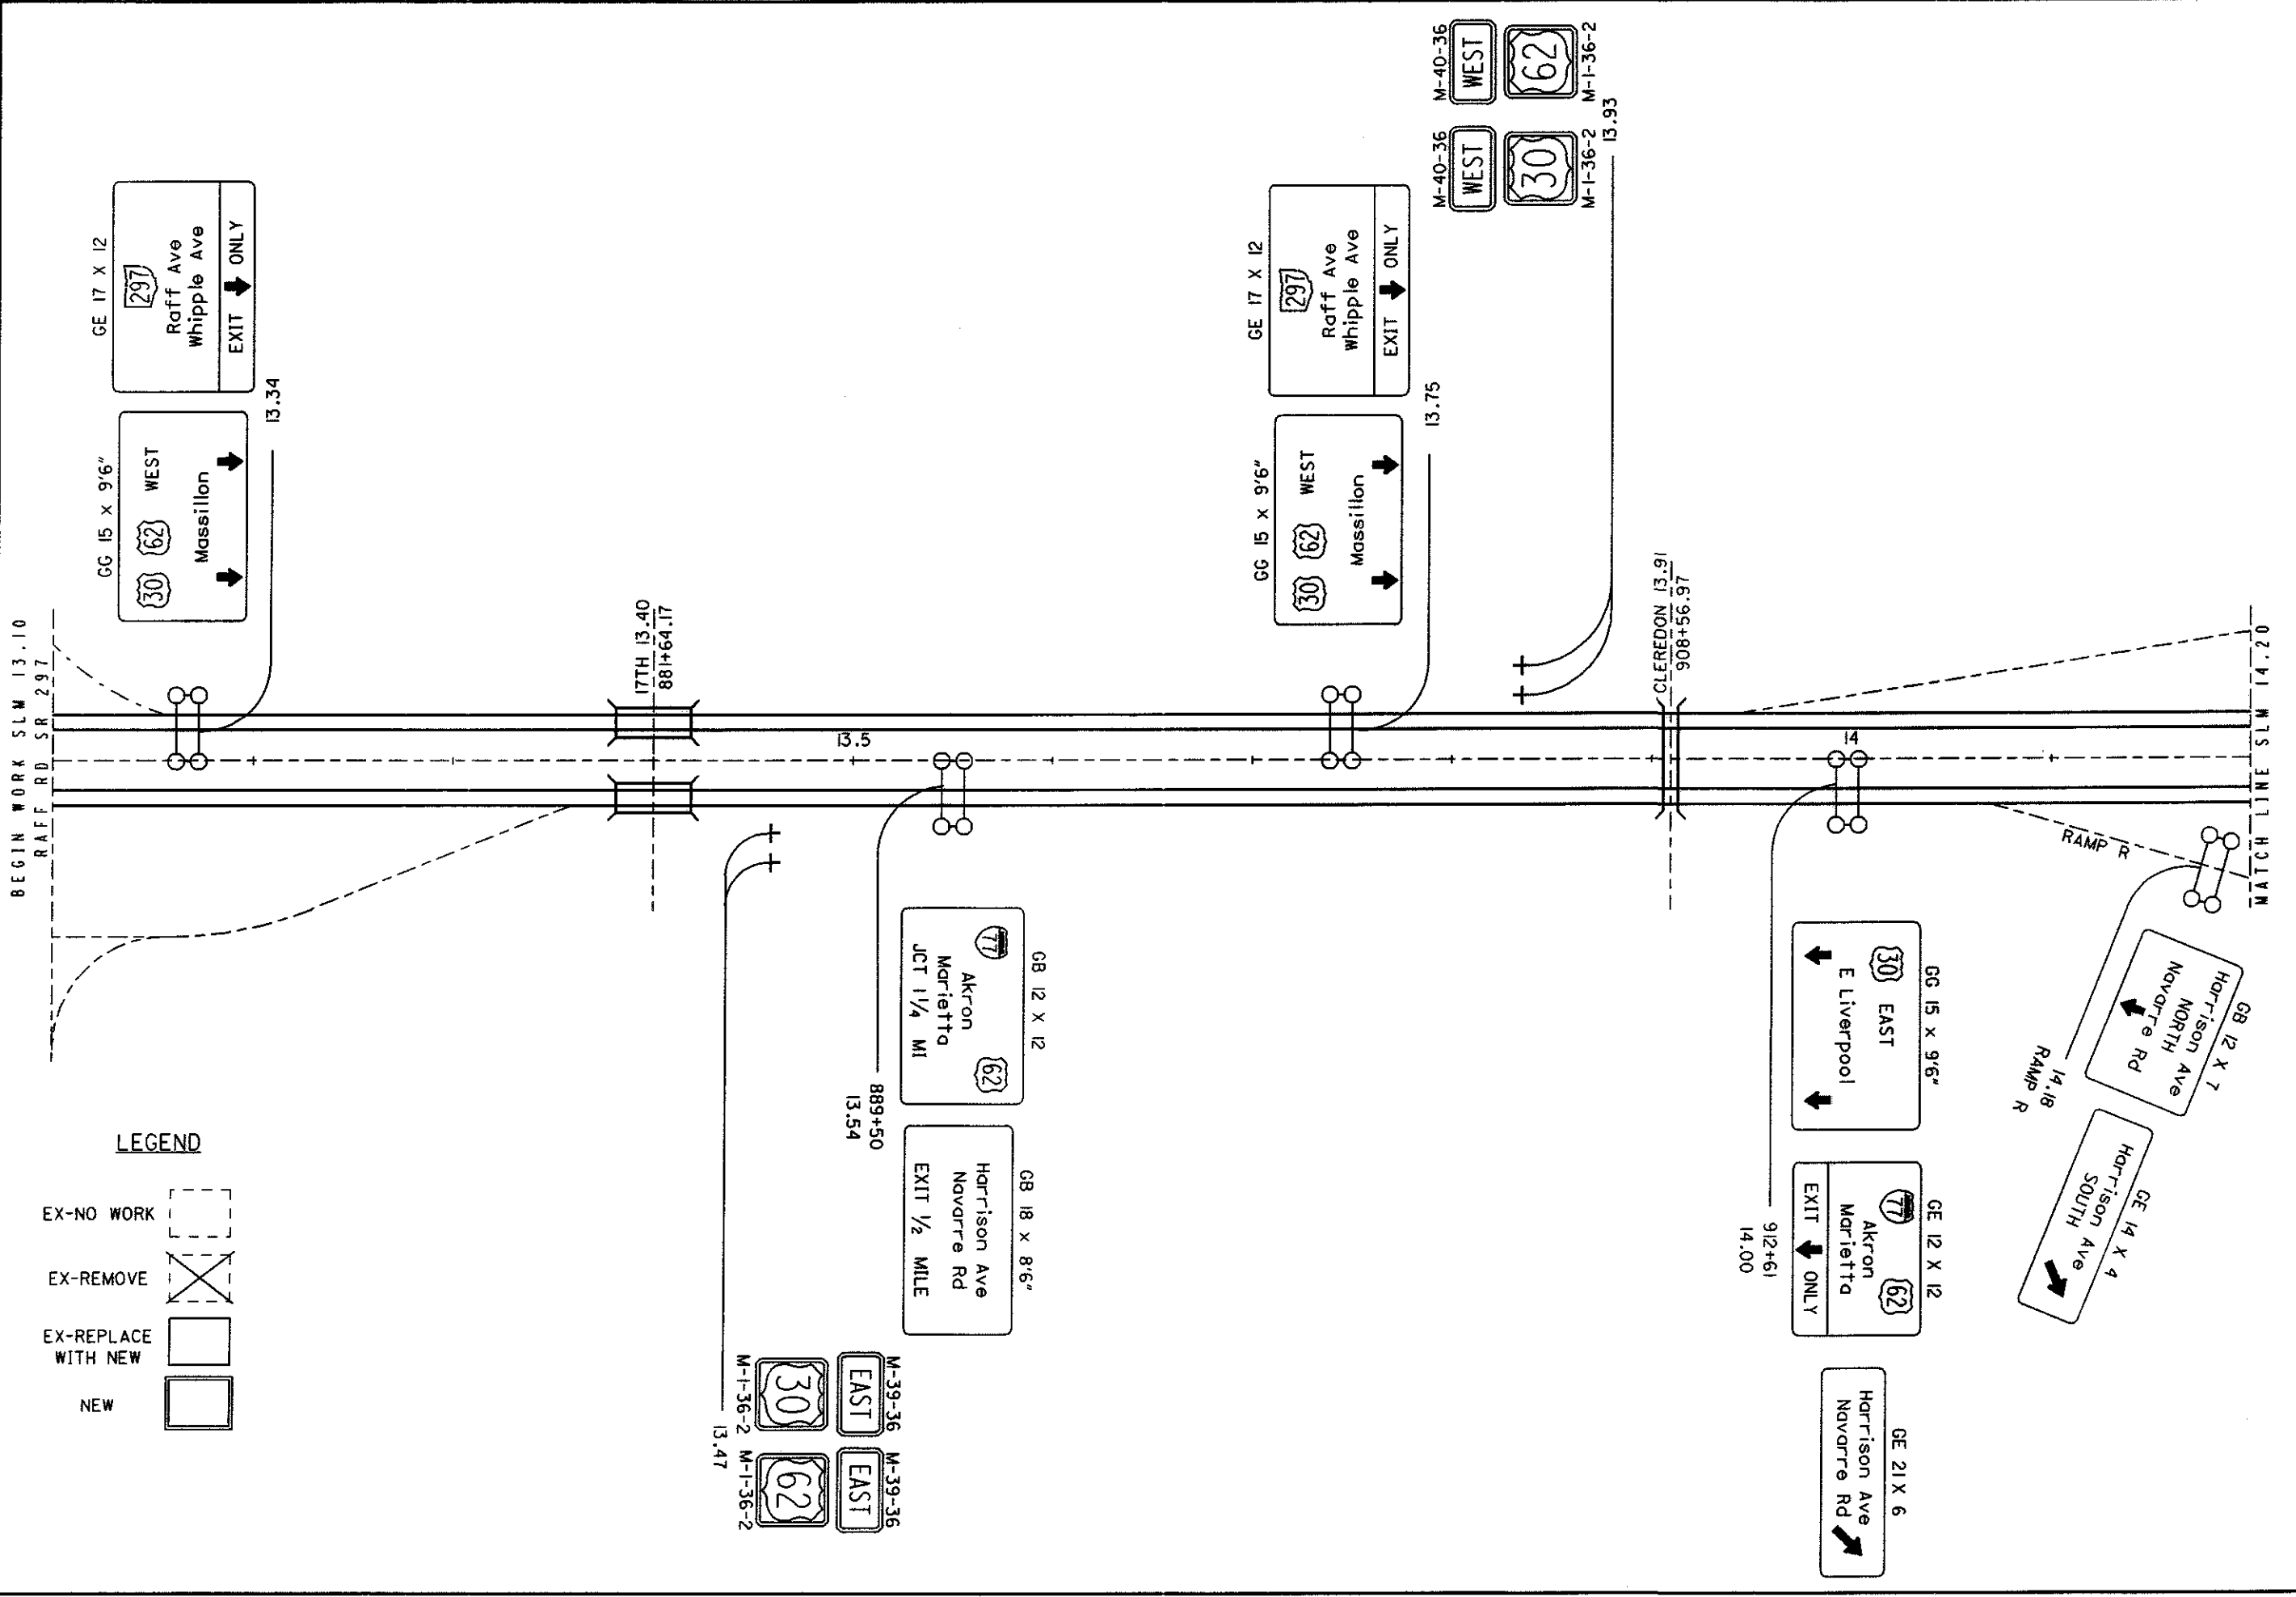 M-40-36
WEST
62
M-1-36-2
M-40-36
WEST
30
M-1-36-2
13.93
GE 17 X 12
297
Raff Ave
Whipple Ave
EXIT ONLY
13.34
GG 15 x 9'6"
30 62 WEST
Massillon
GE 17 X 12
297
Raff Ave
Whipple Ave
EXIT ONLY
13.75
GG 15 x 9'6"
30 62 WEST
Massillon
BEGIN WORK SLM 13.10
RAFF RD SR 297
17TH 13.40
881+64.17
CLEREDON 13.91
908+56.97
MATCH LINE SLM 14.20
13.5
14
RAMP R
GB 12 X 12
77 62
Akron
Marietta
JCT 1 1/4 MI
889+50
13.54
GB 18 x 8'6"
Harrison Ave
Navarre Rd
EXIT 1/2 MILE
M-39-36
EAST
30
M-1-36-2
M-39-36
EAST
62
M-1-36-2
13.47
GG 15 x 9'6"
30 EAST
E Liverpool
GE 12 X 12
77 62
Akron
Marietta
EXIT ONLY
912+61
14.00
GE 21 X 6
Harrison Ave
Navarre Rd
GB 12 X 7
Harrison Ave
NORTH
Navarre Rd
14.18
RAMP R
GE 14 X 4
Harrison Ave
SOUTH
LEGEND
EX-NO WORK
EX-REMOVE
EX-REPLACE
WITH NEW
NEW